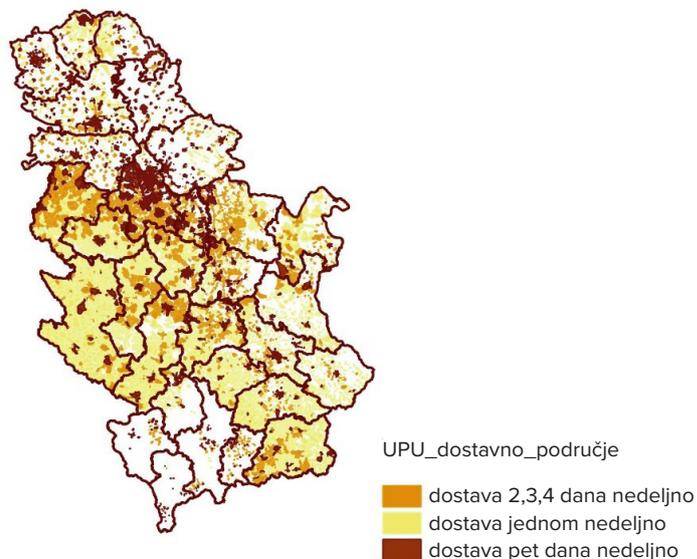 UPU_dostavno_područje
dostava 2,3,4 dana nedeljno
dostava jednom nedeljno
dostava pet dana nedeljno